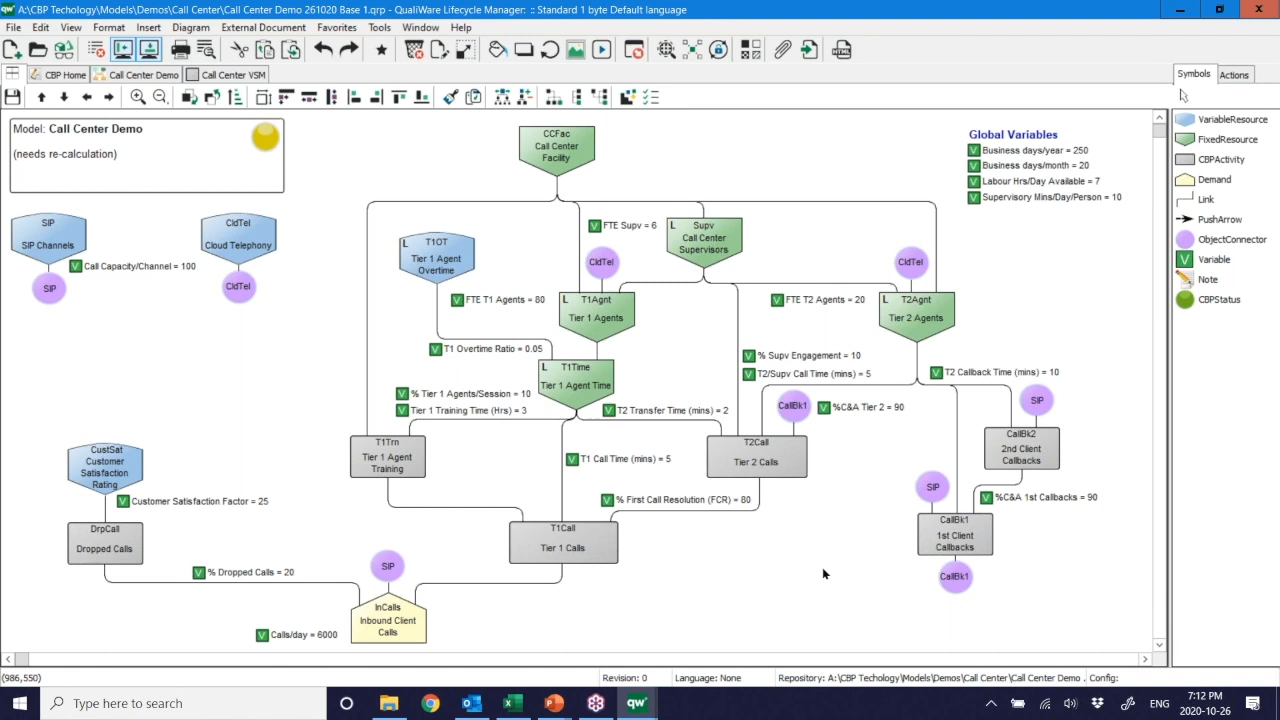 A:\CBP Techology\Models\Demos\Call Center\Call Center Demo 261020 Base 1.qrp - QualiWare Lifecycle Manager: :: Standard 1 byte Default language
File Edit View Format Insert Diagram External Document Favorites Tools Window Help
CBP Home Call Center Demo Call Center VSM
Symbols Actions
Model: Call Center Demo
(needs re-calculation)
CCFac
Call Center
Facility
Global Variables
V Business days/year = 250
V Business days/month = 20
V Labour Hrs/Day Available = 7
V Supervisory Mins/Day/Person = 10
VariableResource
FixedResource
CBPActivity
Demand
Link
PushArrow
ObjectConnector
V Variable
Note
CBPStatus
SIP
SIP Channels
V Call Capacity/Channel = 100
SIP
CldTel
Cloud Telephony
CldTel
L T1OT
Tier 1 Agent
Overtime
V FTE Supv = 6
L Supv
Call Center
Supervisors
CldTel
CldTel
V FTE T1 Agents = 80
L T1Agnt
Tier 1 Agents
V FTE T2 Agents = 20
L T2Agnt
Tier 2 Agents
V T1 Overtime Ratio = 0.05
L T1Time
Tier 1 Agent Time
V % Supv Engagement = 10
V T2/Supv Call Time (mins) = 5
V T2 Callback Time (mins) = 10
V % Tier 1 Agents/Session = 10
V Tier 1 Training Time (Hrs) = 3
V T2 Transfer Time (mins) = 2
CallBk1
V %C&A Tier 2 = 90
SIP
T1Trn
Tier 1 Agent
Training
V T1 Call Time (mins) = 5
T2Call
Tier 2 Calls
CallBk2
2nd Client
Callbacks
CustSat
Customer
Satisfaction
Rating
V Customer Satisfaction Factor = 25
V % First Call Resolution (FCR) = 80
SIP
V %C&A 1st Callbacks = 90
DrpCall
Dropped Calls
T1Call
Tier 1 Calls
CallBk1
1st Client
Callbacks
CallBk1
V % Dropped Calls = 20
SIP
InCalls
Inbound Client
Calls
V Calls/day = 6000
(986,550) Revision: 0 Language: None Repository: A:\CBP Techology\Models\Demos\Call Center\Call Center Demo . Config:
Type here to search
ENG
7:12 PM
2020-10-26